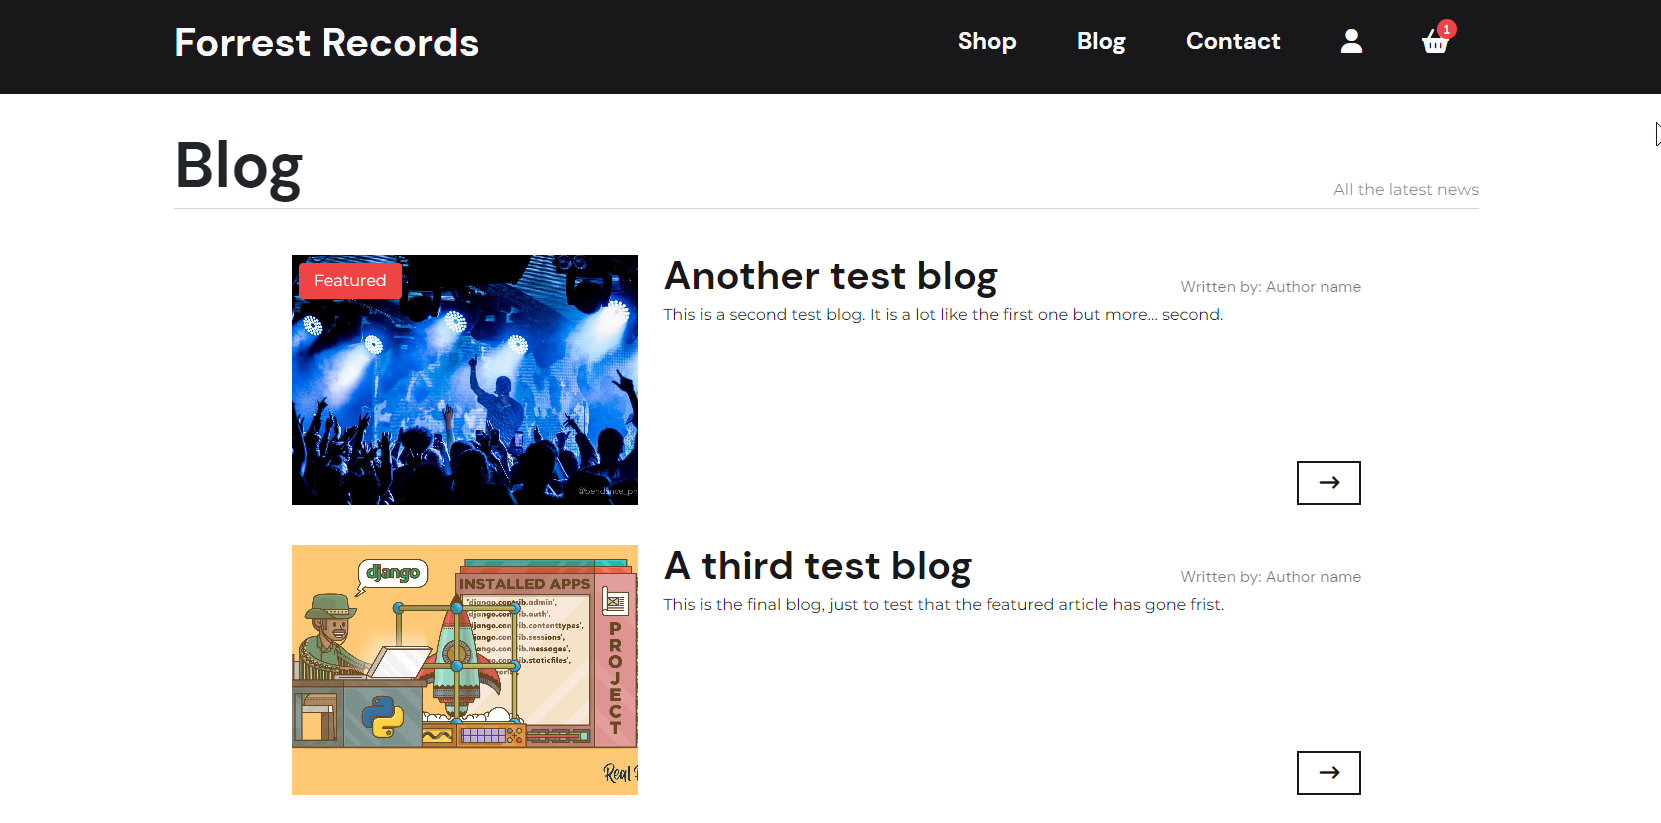 Forrest Records
Shop
Blog
Contact
1
Blog
All the latest news
Featured
Another test blog
Written by: Author name
This is a second test blog. It is a lot like the first one but more... second.
django
INSTALLED APPS
'django.contrib.admin',
django.contrib.auth',
django.contrib.contenttypes',
django.contrib.sessions',
django.contrib.messages',
django.contrib.staticfiles',
PROJECT
Real
A third test blog
Written by: Author name
This is the final blog, just to test that the featured article has gone frist.